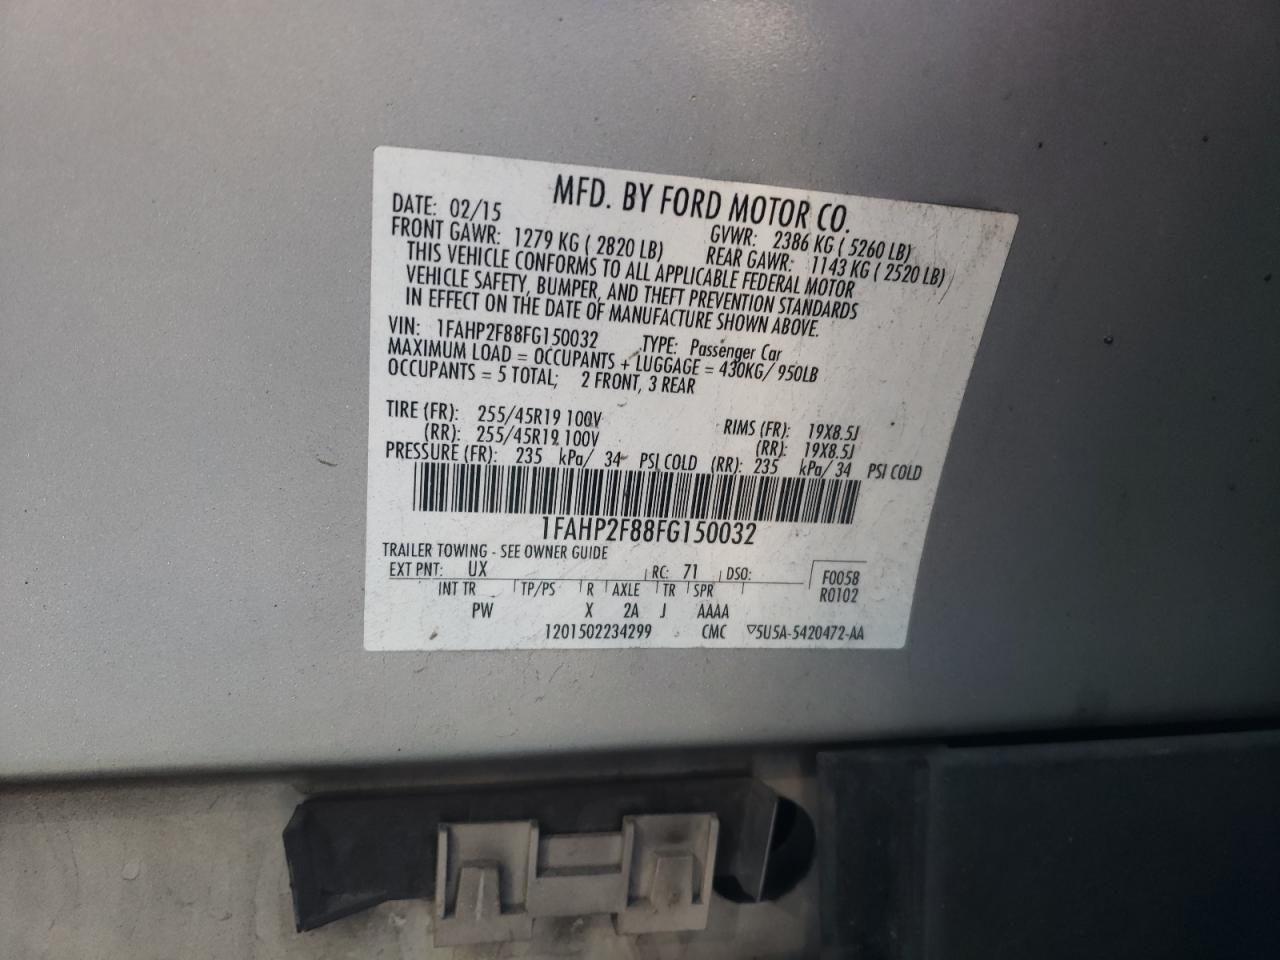 MFD. BY FORD MOTOR CO.
DATE: 02/15 GVWR: 2386 KG ( 5260 LB)
FRONT GAWR: 1279 KG ( 2820 LB) REAR GAWR: 1143 KG ( 2520 LB)
THIS VEHICLE CONFORMS TO ALL APPLICABLE FEDERAL MOTOR
VEHICLE SAFETY, BUMPER, AND THEFT PREVENTION STANDARDS
IN EFFECT ON THE DATE OF MANUFACTURE SHOWN ABOVE.
VIN: 1FAHP2F88FG150032 TYPE: Passenger Car
MAXIMUM LOAD = OCCUPANTS + LUGGAGE = 430KG/ 950LB
OCCUPANTS = 5 TOTAL; 2 FRONT, 3 REAR
TIRE (FR): 255/45R19 100V RIMS (FR): 19X8.5J
(RR): 255/45R19 100V (RR): 19X8.5J
PRESSURE (FR): 235 kPa/ 34 PSI COLD (RR): 235 kPa/ 34 PSI COLD
1FAHP2F88FG150032
TRAILER TOWING - SEE OWNER GUIDE
EXT PNT: UX RC: 71 DSO: F0058
INT TR TP/PS R AXLE TR SPR R0102
PW X 2A J AAAA
1201502234299 CMC ▽5U5A-5420472-AA